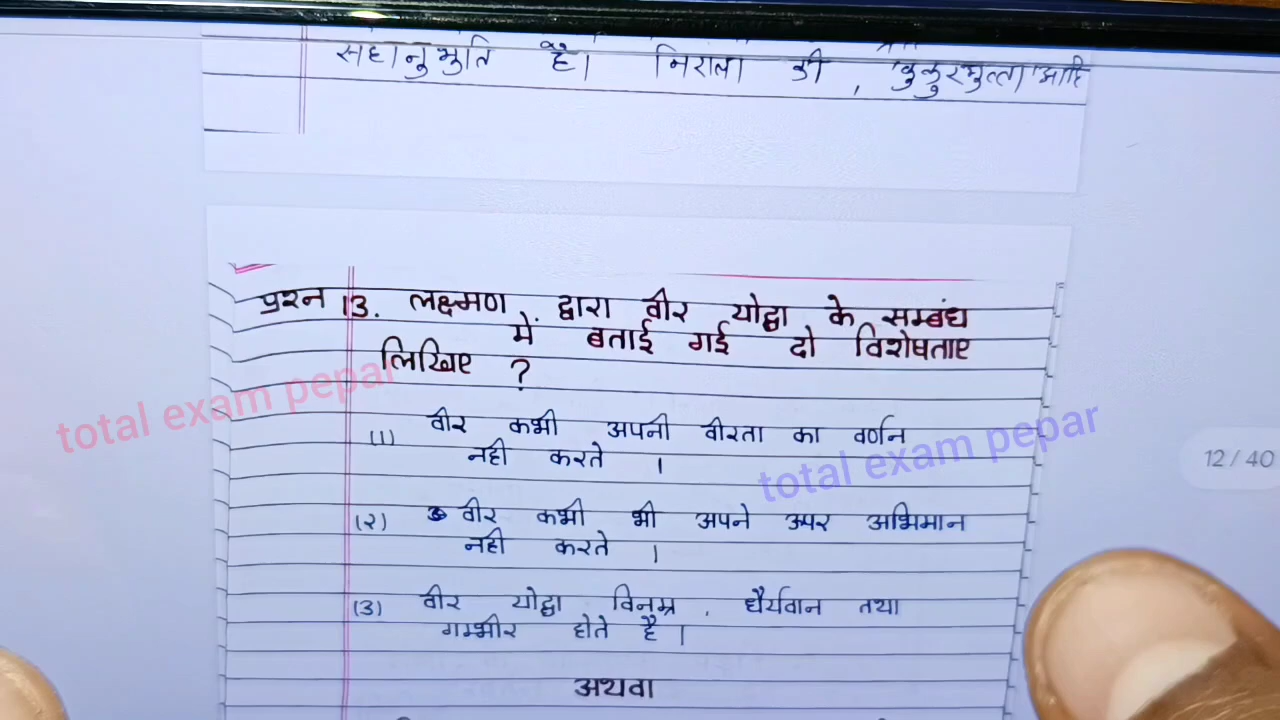 सहानुभुति है। निराला की , कुकुरमुत्ता आदि
प्रश्न 13. लक्ष्मण द्वारा वीर योद्धा के सम्बंध
में बताई गई दो विशेषताए
लिखिए ?
(1) वीर कभी अपनी वीरता का वर्णन
नही करते ।
(२) वीर कभी भी अपने उपर अभिमान
नही करते ।
(3) वीर योद्धा विनम्र , धैर्यवान तथा
गम्भीर होते है ।
अथवा
total exam pepar
total exam pepar
12 / 40